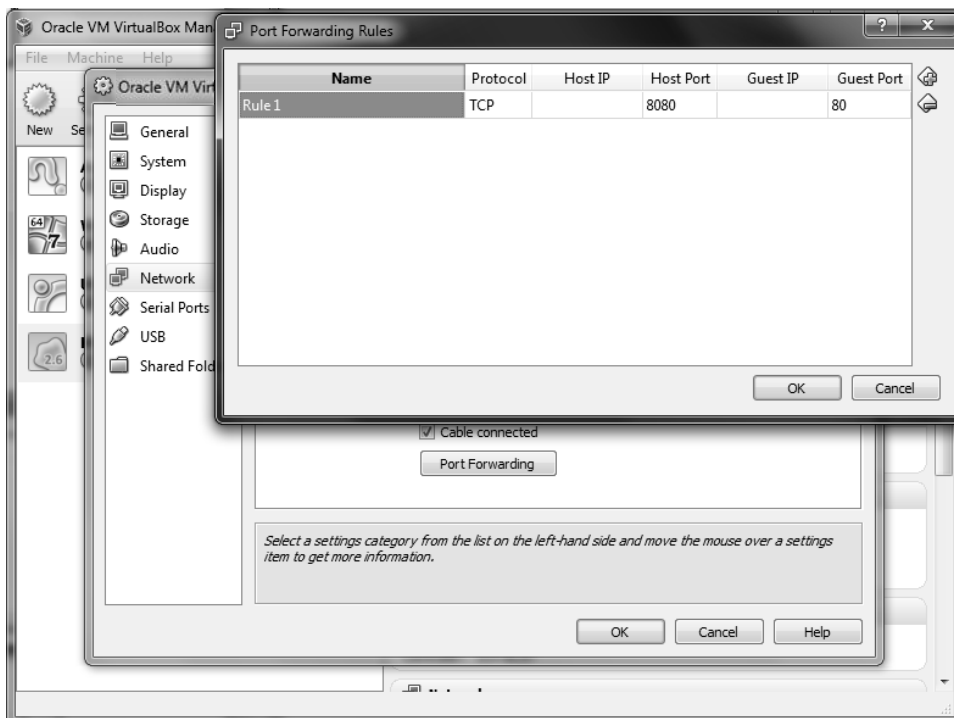 Oracle VM VirtualBox Man
File Machine Help
New Se
64
7
2.6
Oracle VM Virt
General
System
Display
Storage
Audio
Network
Serial Ports
USB
Shared Fold
Port Forwarding Rules
? X
Name Protocol Host IP Host Port Guest IP Guest Port
Rule 1 TCP 8080 80
OK Cancel
Cable connected
Port Forwarding
Select a settings category from the list on the left-hand side and move the mouse over a settings
item to get more information.
OK Cancel Help